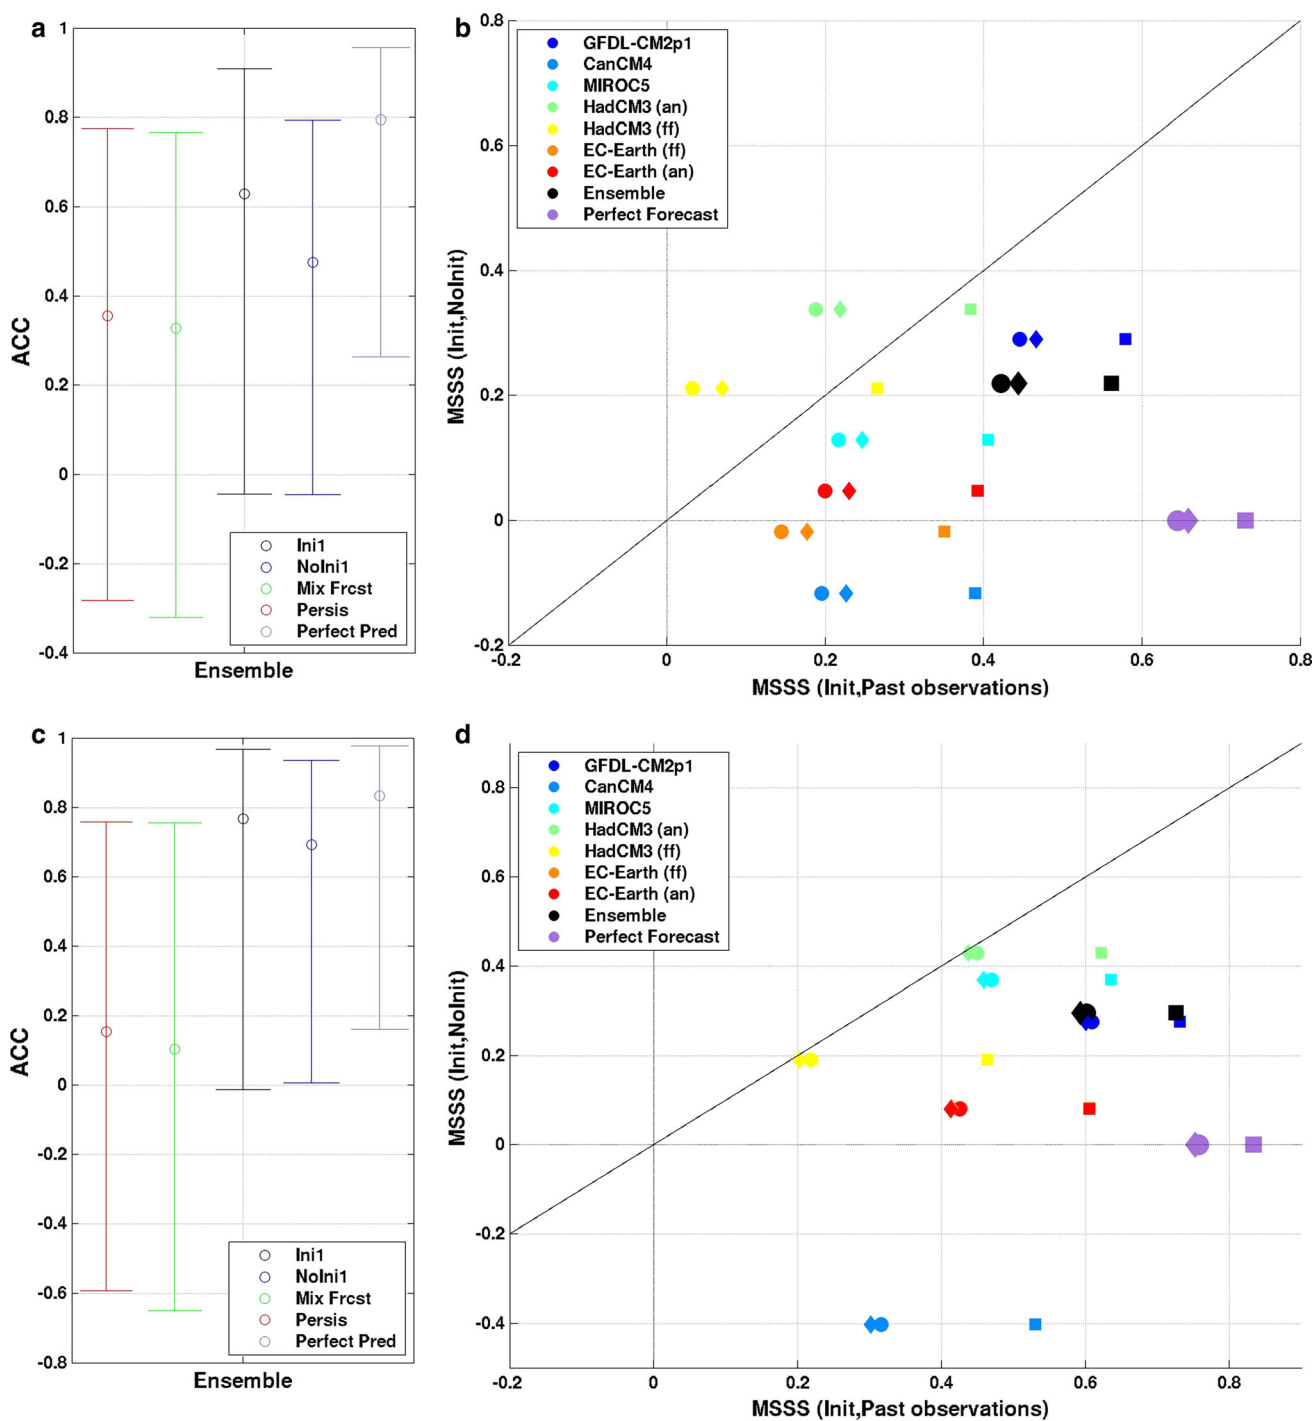 a
1
0.8
0.6
0.4
0.2
0
-0.2
-0.4
ACC
Ini1
NoIni1
Mix Frcst
Persis
Perfect Pred
Ensemble
b
0.8
0.6
0.4
0.2
0
-0.2
MSSS (Init,NoInit)
GFDL-CM2p1
CanCM4
MIROC5
HadCM3 (an)
HadCM3 (ff)
EC-Earth (ff)
EC-Earth (an)
Ensemble
Perfect Forecast
-0.2 0 0.2 0.4 0.6 0.8
MSSS (Init,Past observations)
c
1
0.8
0.6
0.4
0.2
0
-0.2
-0.4
-0.6
-0.8
ACC
Ini1
NoIni1
Mix Frcst
Persis
Perfect Pred
Ensemble
d
0.8
0.6
0.4
0.2
0
-0.2
-0.4
MSSS (Init,NoInit)
GFDL-CM2p1
CanCM4
MIROC5
HadCM3 (an)
HadCM3 (ff)
EC-Earth (ff)
EC-Earth (an)
Ensemble
Perfect Forecast
-0.2 0 0.2 0.4 0.6 0.8
MSSS (Init,Past observations)